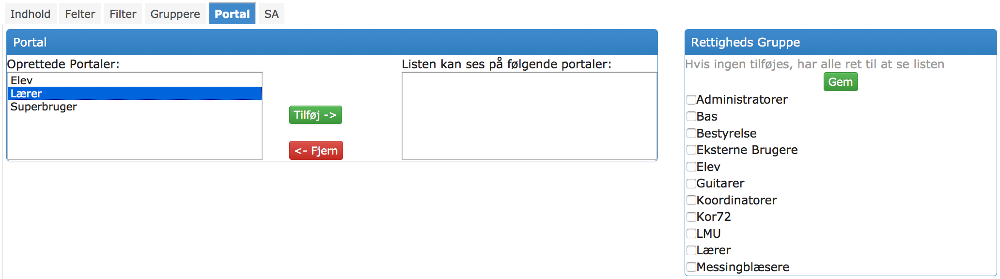 Indhold Felter Filter Gruppere Portal SA
Portal
Oprettede Portaler:
Elev
Lærer
Superbruger
Tilføj ->
<- Fjern
Listen kan ses på følgende portaler:
Rettigheds Gruppe
Hvis ingen tilføjes, har alle ret til at se listen
Gem
Administratorer
Bas
Bestyrelse
Eksterne Brugere
Elev
Guitarer
Koordinatorer
Kor72
LMU
Lærer
Messingblæsere